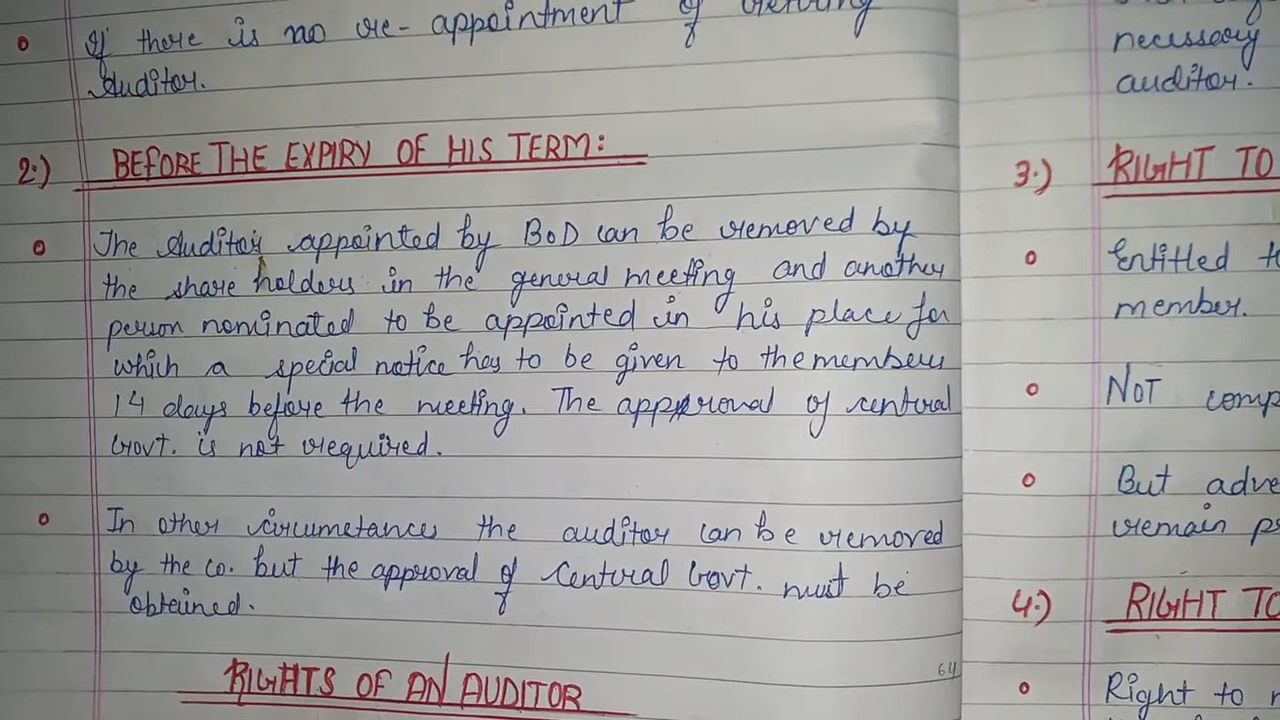 If there is no re-appointment of retiring
Auditor.
2.) BEFORE THE EXPIRY OF HIS TERM:
The Auditor appointed by BoD can be removed by
the share holders in the general meeting and another
person nominated to be appointed in his place for
which a special notice has to be given to the members
14 days before the meeting. The approval of central
Govt. is not required.
In other circumstances the auditor can be removed
by the co. but the approval of Central Govt. must be
obtained.
64
RIGHTS OF AN AUDITOR
necessary
auditor.
3.) RIGHT TO
Entitled to
member.
NOT comp
But adve
remain p
4.) RIGHT TO
Right to